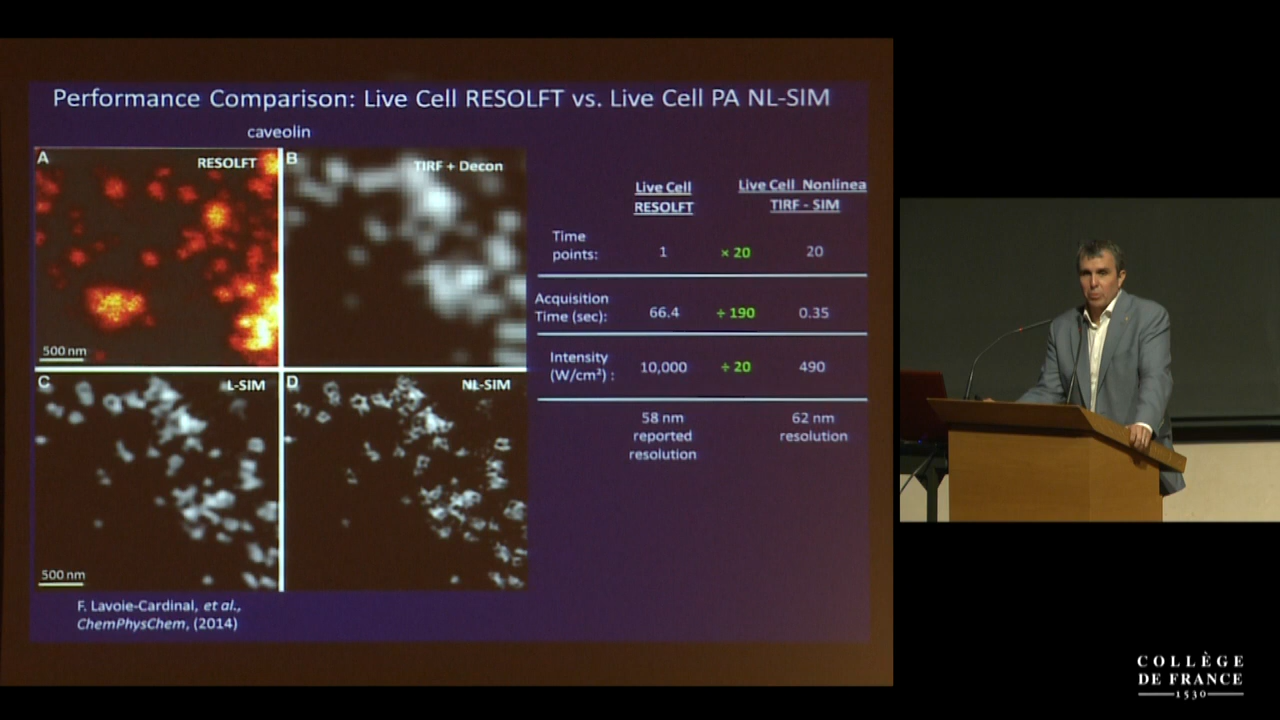 Performance Comparison: Live Cell RESOLFT vs. Live Cell PA NL-SIM
caveolin
A
RESOLFT
500 nm
B
TIRF + Decon
C
L-SIM
500 nm
D
NL-SIM
F. Lavoie-Cardinal, et al.,
ChemPhysChem, (2014)
Live Cell
RESOLFT
Live Cell Nonlinea
TIRF - SIM
Time
points:
1
× 20
20
Acquisition
Time (sec):
66.4
÷ 190
0.35
Intensity
(W/cm²) :
10,000
÷ 20
490
58 nm
reported
resolution
62 nm
resolution
COLLÈGE
DE FRANCE
1530